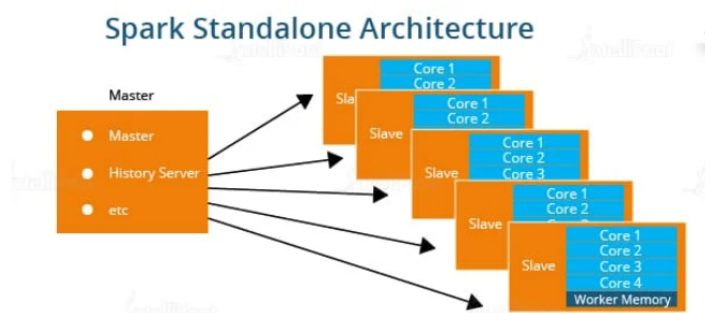 Spark Standalone Architecture
Master
Master
History Server
etc
Core 1
Core 2
Sla
Core 1
Core 2
Slave
Core 1
Core 2
Core 3
Slave
Core 1
Core 2
Slave
Core 1
Core 2
Core 3
Core 4
Worker Memory
Slave